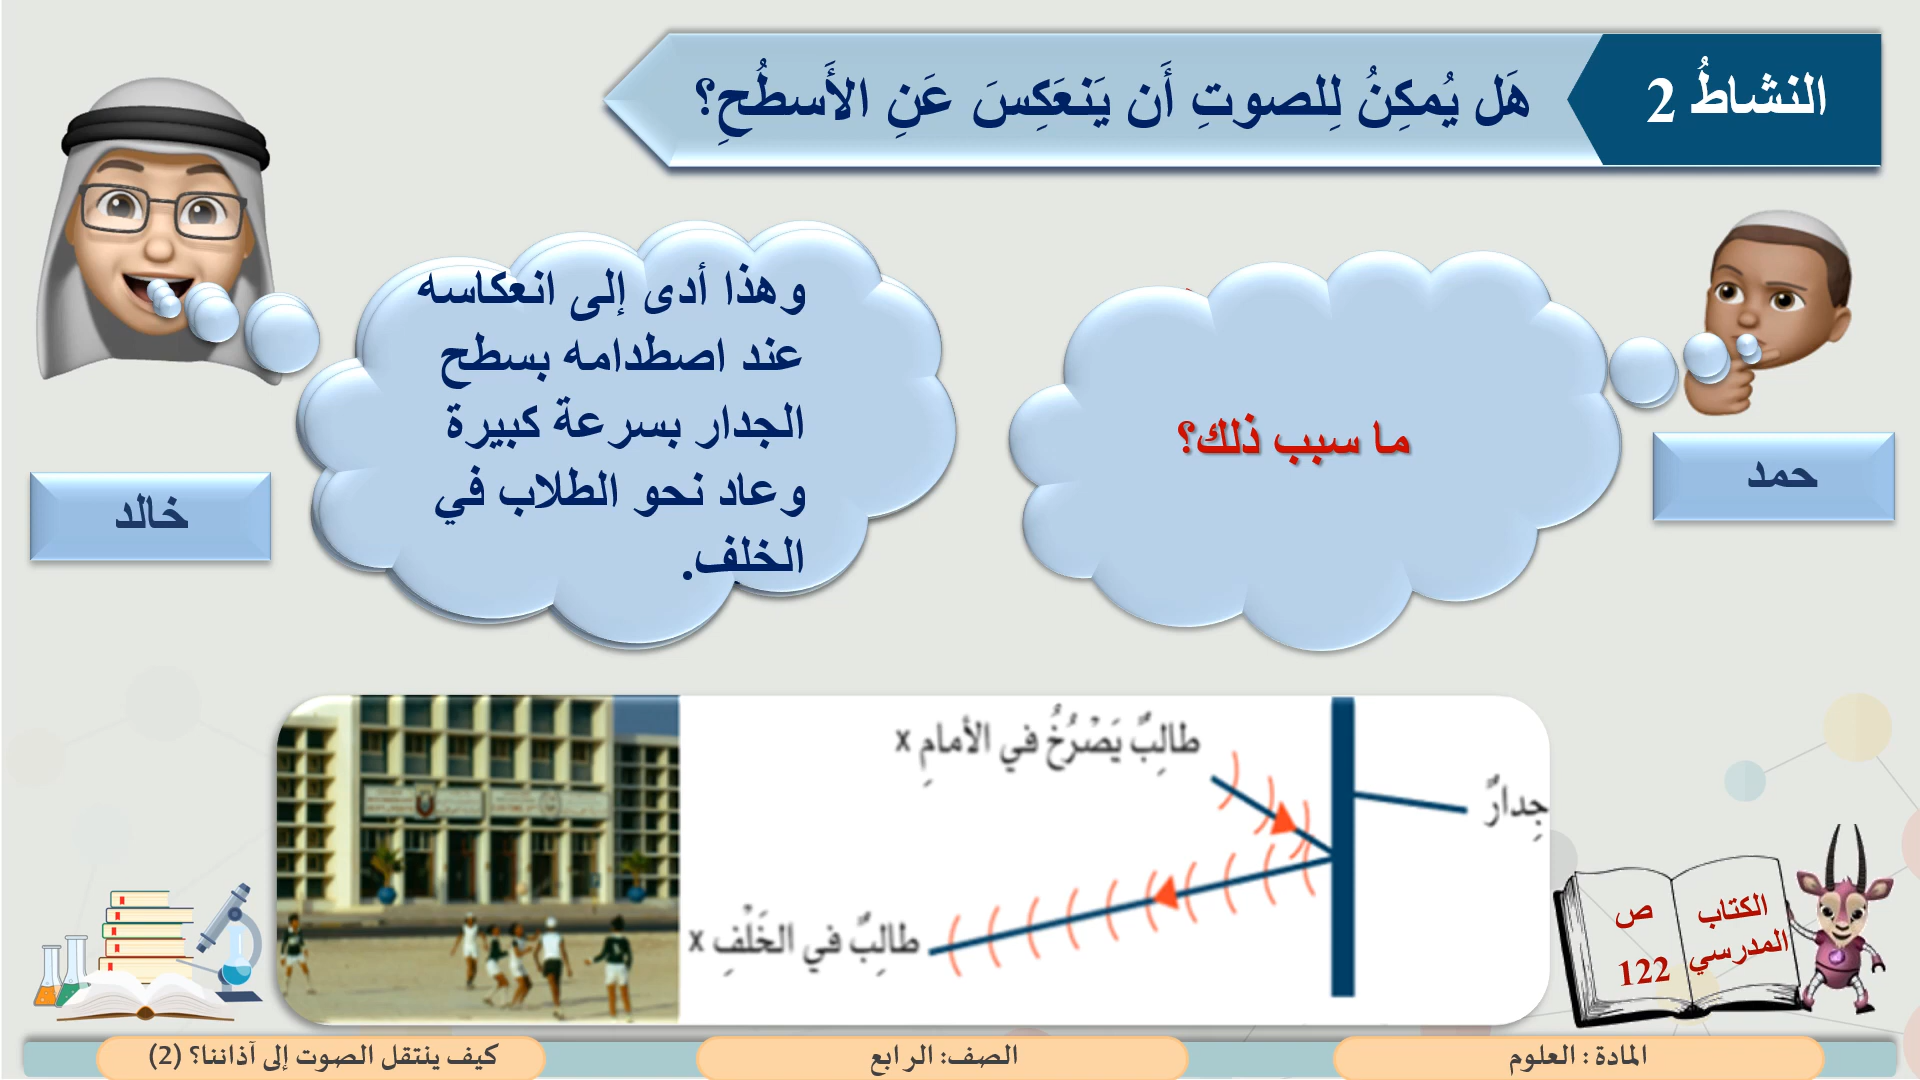 النشاطُ 2
هَل يُمكِنُ لِلصوتِ أَن يَنعَكِسَ عَنِ الأَسطُحِ؟
حمد
ما سبب ذلك؟
وهذا أدى إلى انعكاسه
عند اصطدامه بسطح
الجدار بسرعة كبيرة
وعاد نحو الطلاب في
الخلف.
خالد
طالِبٌ يَصْرُخُ في الأمامِ x
جِدارٌ
طالِبٌ في الخَلْفِ x
الكتاب
المدرسي
ص
122
المادة : العلوم
الصف: الرابع
كيف ينتقل الصوت إلى آذاننا؟ (2)